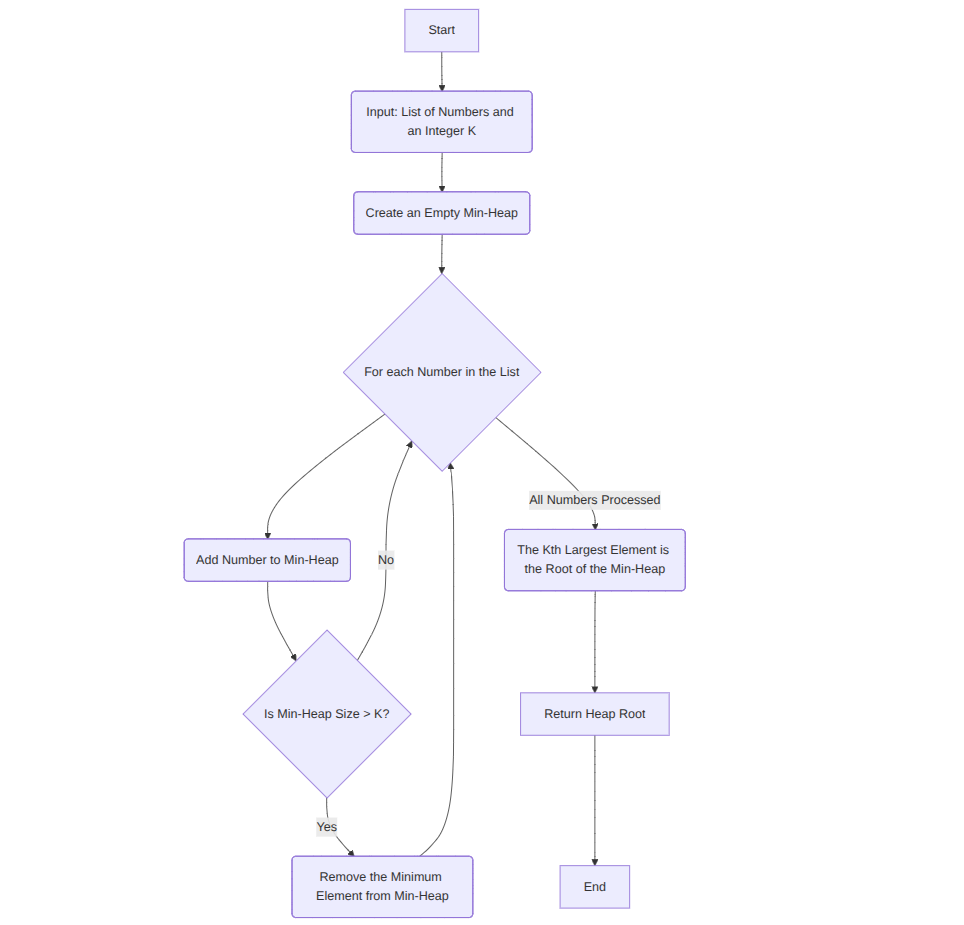 Start
Input: List of Numbers and
an Integer K
Create an Empty Min-Heap
For each Number in the List
All Numbers Processed
Add Number to Min-Heap
No
The Kth Largest Element is
the Root of the Min-Heap
Is Min-Heap Size > K?
Return Heap Root
Yes
Remove the Minimum
Element from Min-Heap
End